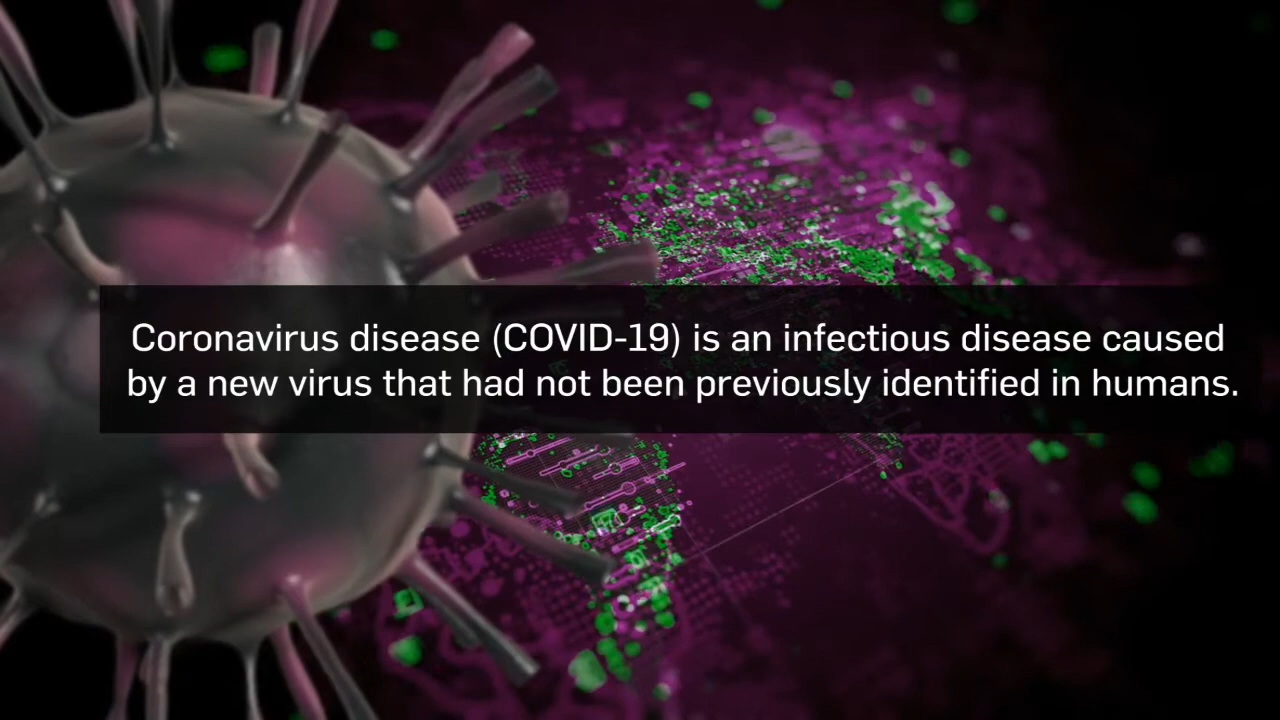 Coronavirus disease (COVID-19) is an infectious disease caused
by a new virus that had not been previously identified in humans.